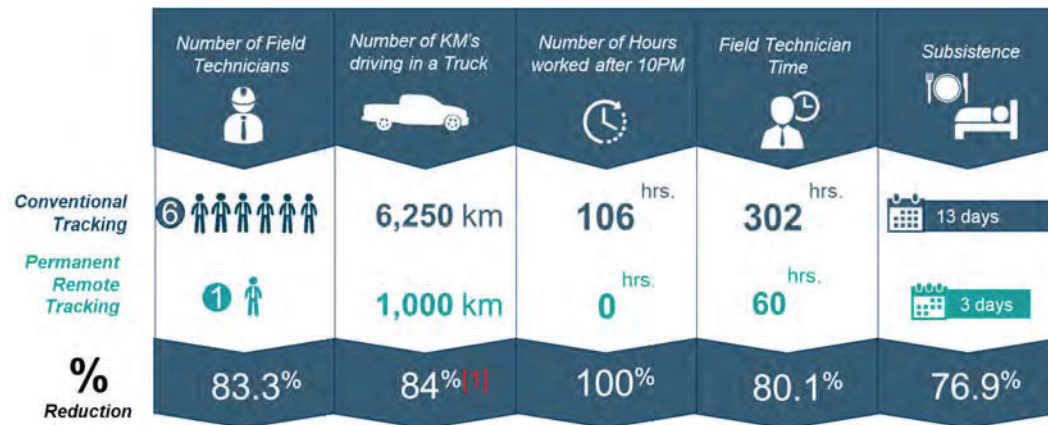 Number of Field
Technicians
Number of KM's
driving in a Truck
Number of Hours
worked after 10PM
Field Technician
Time
Subsistence
Conventional
Tracking
6
6,250 km
106 hrs.
302 hrs.
13 days
Permanent
Remote
Tracking
1
1,000 km
0 hrs.
60 hrs.
3 days
%
Reduction
83.3%
84%[1]
100%
80.1%
76.9%